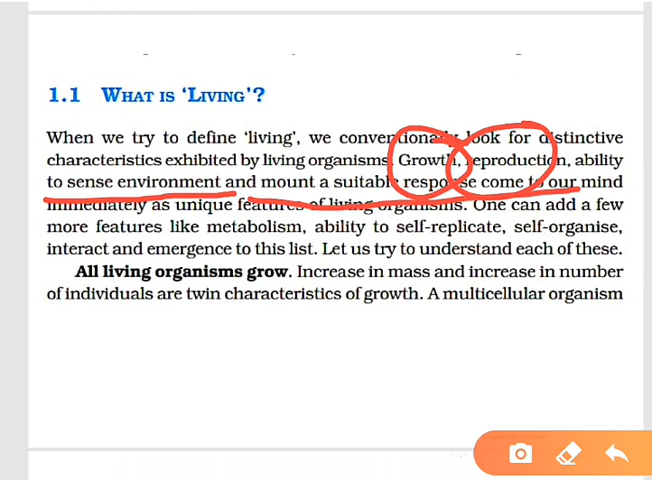 1.1 WHAT IS ‘LIVING’?
When we try to define ‘living’, we conventionally look for distinctive
characteristics exhibited by living organisms. Growth, reproduction, ability
to sense environment and mount a suitable response come to our mind
immediately as unique features of living organisms. One can add a few
more features like metabolism, ability to self-replicate, self-organise,
interact and emergence to this list. Let us try to understand each of these.
All living organisms grow. Increase in mass and increase in number
of individuals are twin characteristics of growth. A multicellular organism